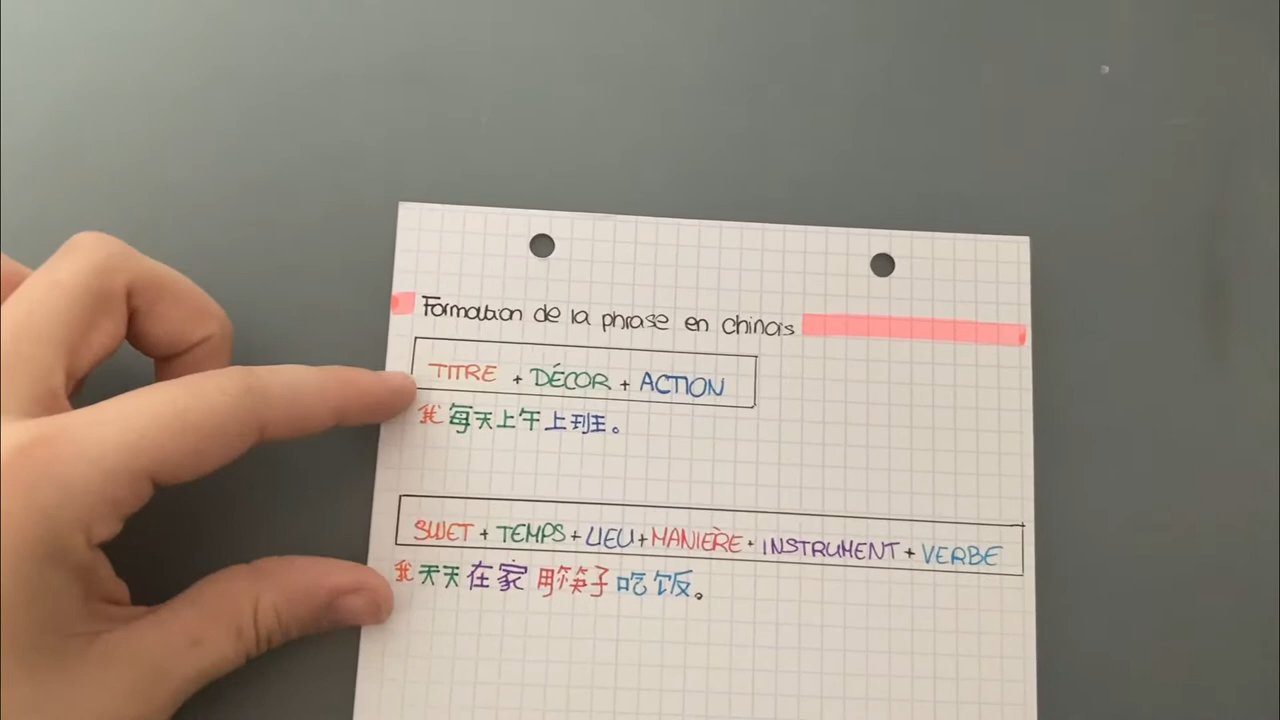 Formation de la phrase en chinois
TITRE + DÉCOR + ACTION
我每天上午上班。
SUJET + TEMPS + LIEU + MANIÈRE + INSTRUMENT + VERBE
我天天在家用筷子吃饭。